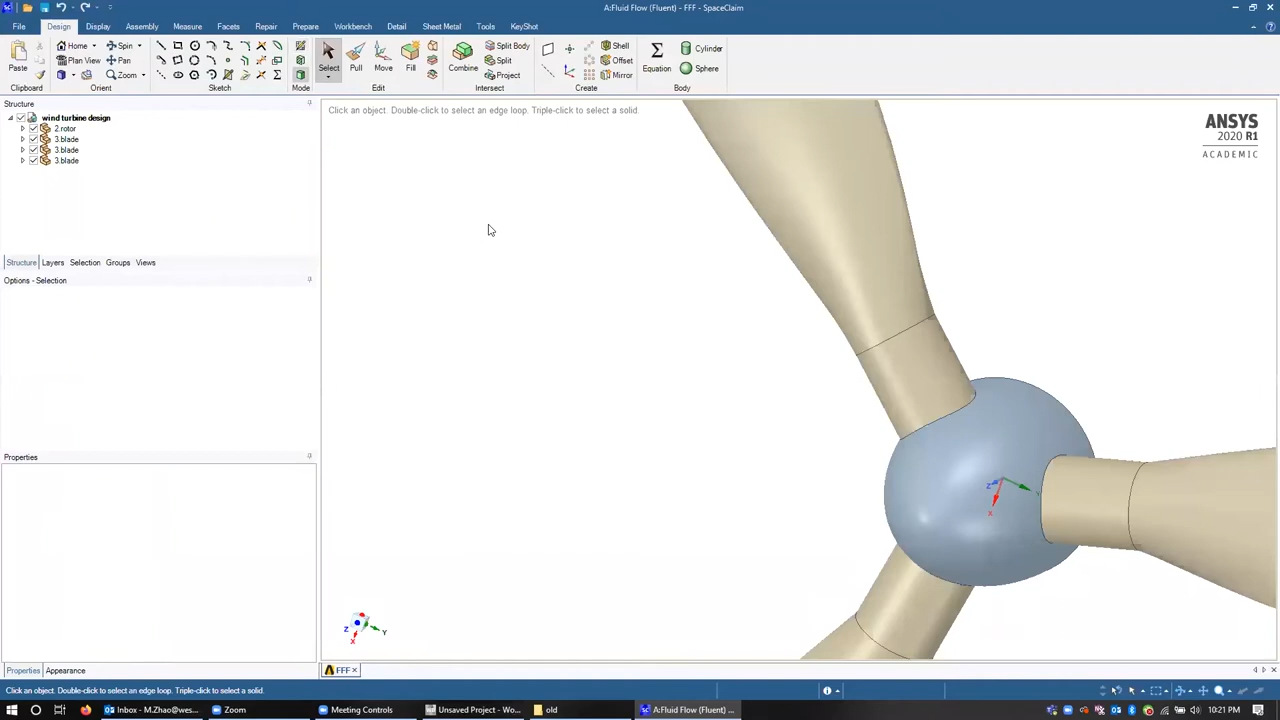 A:Fluid Flow (Fluent) - FFF - SpaceClaim
File Design Display Assembly Measure Facets Repair Prepare Workbench Detail Sheet Metal Tools KeyShot
Home Spin Split Body Shell Cylinder
Plan View Pan Split Offset
Paste Zoom Select Pull Move Fill Combine Project Mirror Equation Sphere
Clipboard Orient Sketch Mode Edit Intersect Create Body
Structure
wind turbine design
2.rotor
3.blade
3.blade
3.blade
Structure Layers Selection Groups Views
Options - Selection
Properties
Properties Appearance
Click an object. Double-click to select an edge loop. Triple-click to select a solid.
ANSYS
2020 R1
ACADEMIC
Z Y
X
Z Y
X
FFF
Click an object. Double-click to select an edge loop. Triple-click to select a solid.
Inbox - M.Zhao@wes... Zoom Meeting Controls Unsaved Project - Wo... old A:Fluid Flow (Fluent) ... 10:21 PM